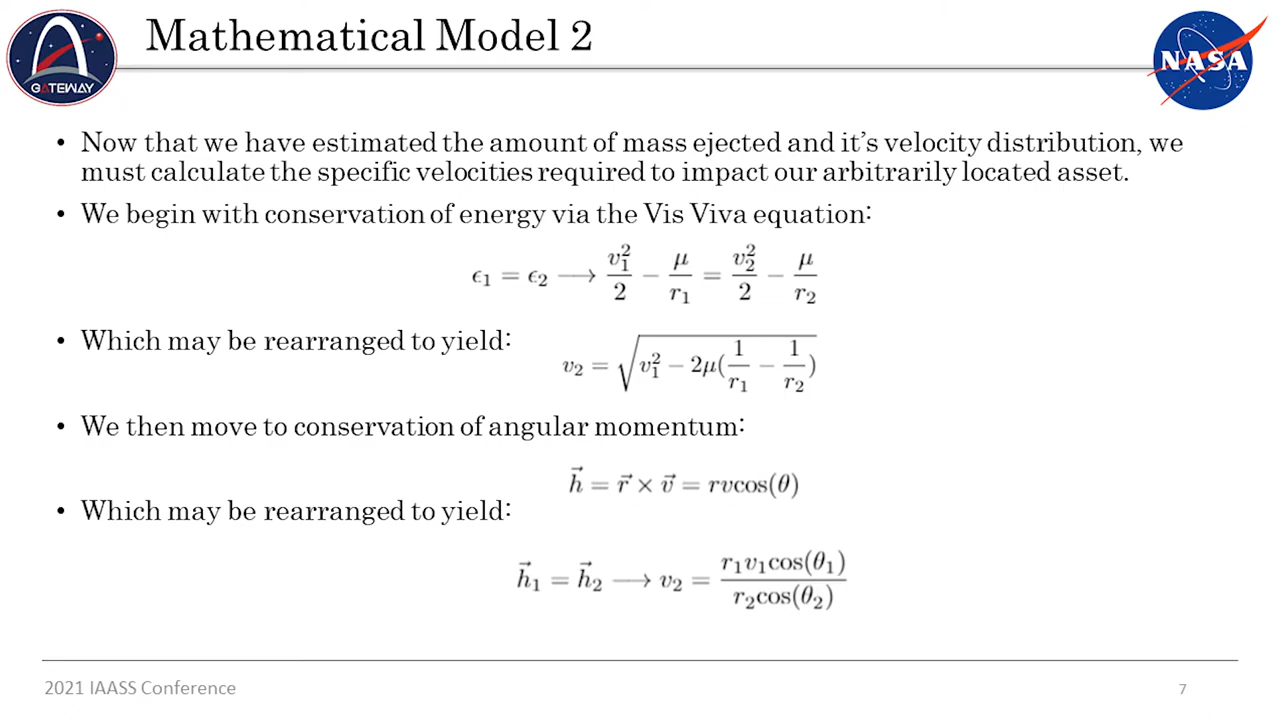 Mathematical Model 2
GATEWAY
NASA
• Now that we have estimated the amount of mass ejected and it's velocity distribution, we
must calculate the specific velocities required to impact our arbitrarily located asset.
• We begin with conservation of energy via the Vis Viva equation:
ϵ₁ = ϵ₂ ⟶ v₁²/2 − μ/r₁ = v₂²/2 − μ/r₂
• Which may be rearranged to yield:
v₂ = √(v₁² − 2μ(1/r₁ − 1/r₂))
• We then move to conservation of angular momentum:
h⃗ = r⃗ × v⃗ = rvcos(θ)
• Which may be rearranged to yield:
h⃗₁ = h⃗₂ ⟶ v₂ = r₁v₁cos(θ₁)/r₂cos(θ₂)
2021 IAASS Conference
7